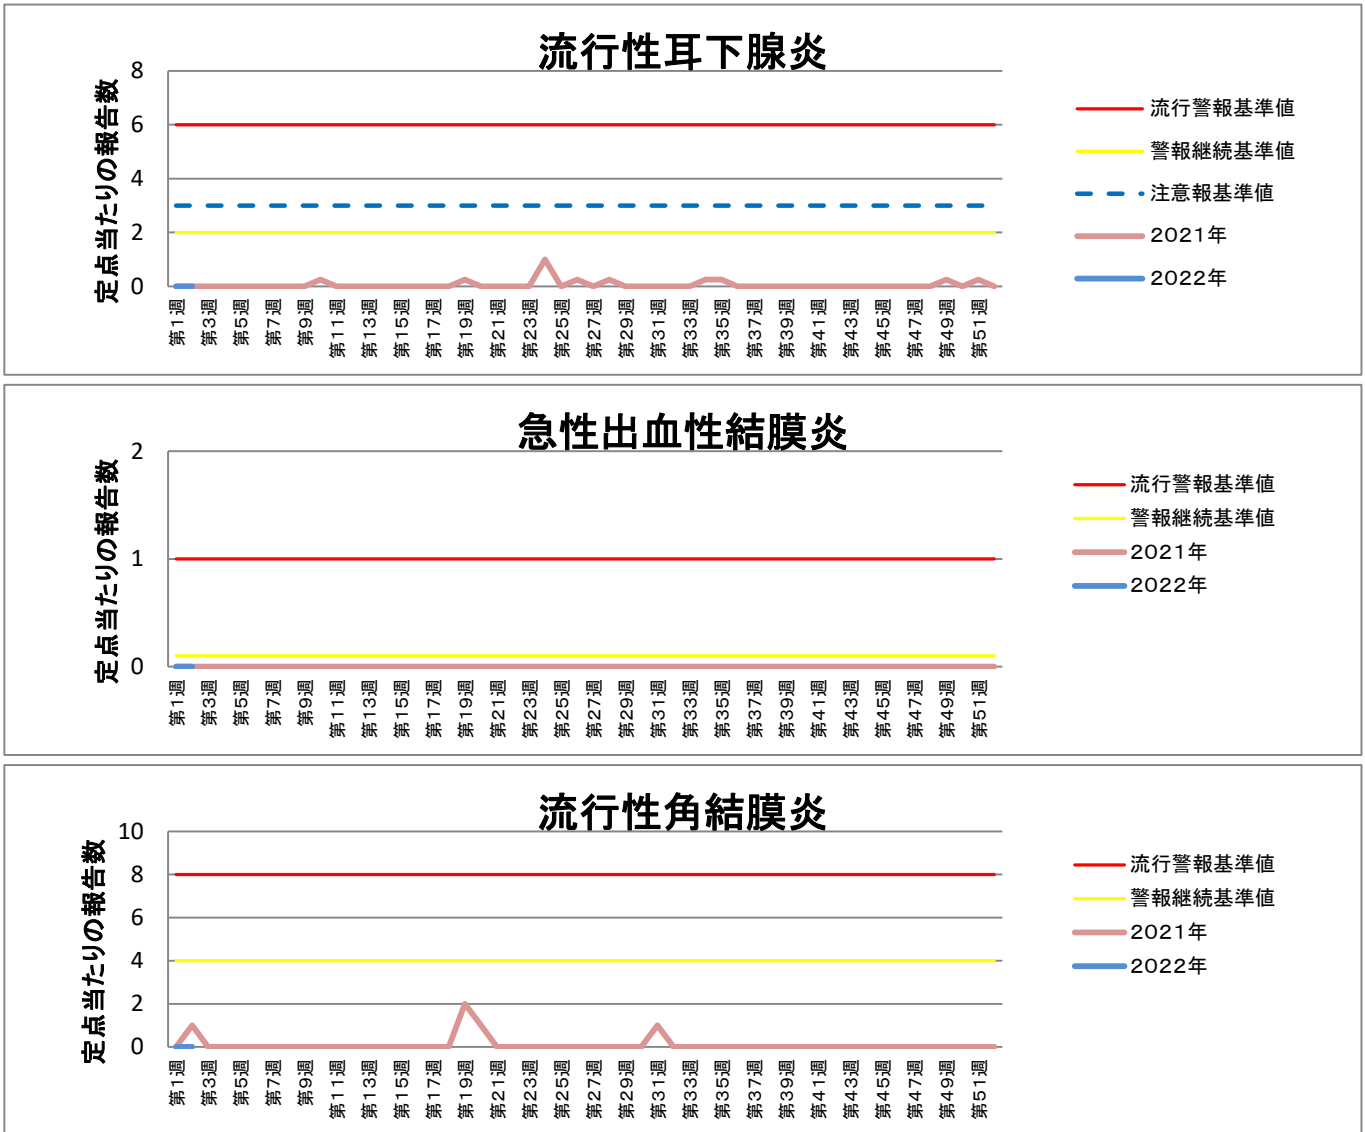 流行性耳下腺炎
定点当たりの報告数
8
6
4
2
0
第1週 第3週 第5週 第7週 第9週 第11週 第13週 第15週 第17週 第19週 第21週 第23週 第25週 第27週 第29週 第31週 第33週 第35週 第37週 第39週 第41週 第43週 第45週 第47週 第49週 第51週
流行警報基準値
警報継続基準値
注意報基準値
2021年
2022年
急性出血性結膜炎
定点当たりの報告数
2
1
0
第1週 第3週 第5週 第7週 第9週 第11週 第13週 第15週 第17週 第19週 第21週 第23週 第25週 第27週 第29週 第31週 第33週 第35週 第37週 第39週 第41週 第43週 第45週 第47週 第49週 第51週
流行警報基準値
警報継続基準値
2021年
2022年
流行性角結膜炎
定点当たりの報告数
10
8
6
4
2
0
第1週 第3週 第5週 第7週 第9週 第11週 第13週 第15週 第17週 第19週 第21週 第23週 第25週 第27週 第29週 第31週 第33週 第35週 第37週 第39週 第41週 第43週 第45週 第47週 第49週 第51週
流行警報基準値
警報継続基準値
2021年
2022年